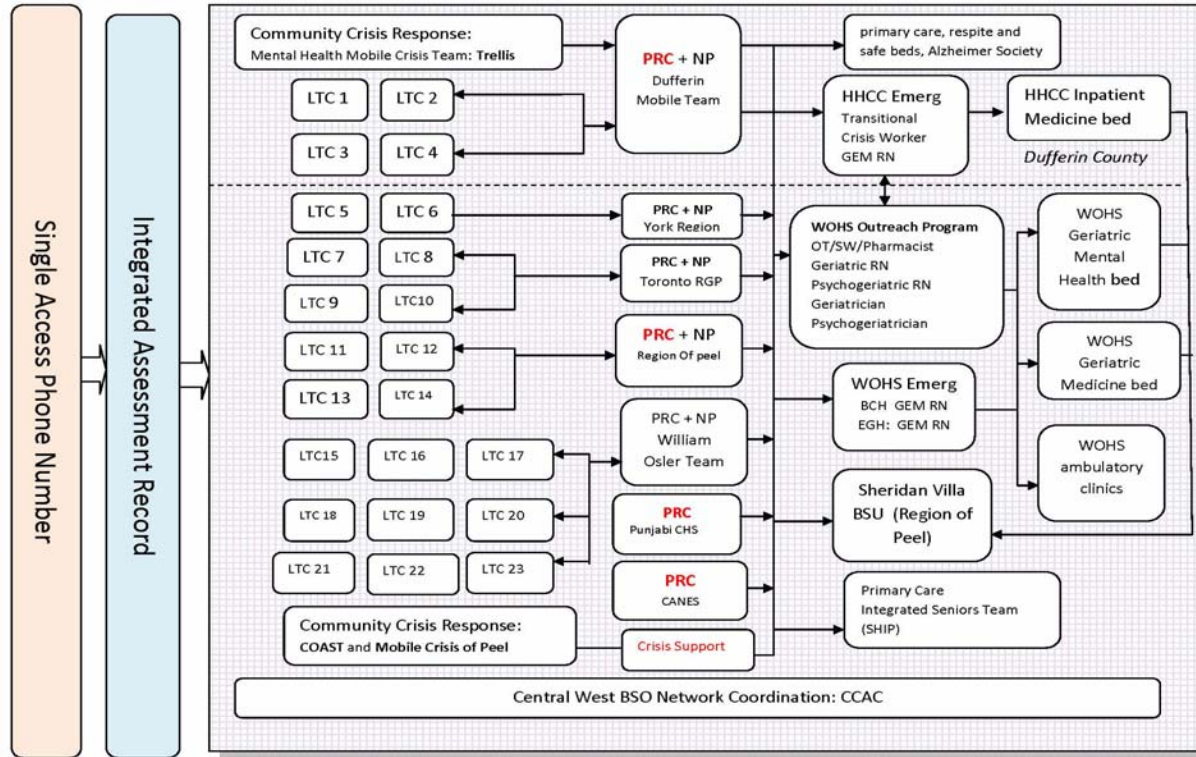 Single Access Phone Number
Integrated Assessment Record
Community Crisis Response:
Mental Health Mobile Crisis Team: Trellis
LTC 1
LTC 2
LTC 3
LTC 4
PRC + NP
Dufferin
Mobile Team
primary care, respite and
safe beds, Alzheimer Society
HHCC Emerg
Transitional
Crisis Worker
GEM RN
HHCC Inpatient
Medicine bed
Dufferin County
LTC 5
LTC 6
LTC 7
LTC 8
LTC 9
LTC10
LTC 11
LTC 12
LTC 13
LTC 14
PRC + NP
York Region
PRC + NP
Toronto RGP
PRC + NP
Region Of peel
PRC + NP
William
Osler Team
LTC15
LTC 16
LTC 17
LTC 18
LTC 19
LTC 20
LTC 21
LTC 22
LTC 23
PRC
Punjabi CHS
PRC
CANES
Community Crisis Response:
COAST and Mobile Crisis of Peel
Crisis Support
WOHS Outreach Program
OT/SW/Pharmacist
Geriatric RN
Psychogeriatric RN
Geriatrician
Psychogeriatrician
WOHS Emerg
BCH GEM RN
EGH: GEM RN
Sheridan Villa
BSU (Region of
Peel)
Primary Care
Integrated Seniors Team
(SHIP)
WOHS
Geriatric
Mental
Health bed
WOHS
Geriatric
Medicine bed
WOHS
ambulatory
clinics
Central West BSO Network Coordination: CCAC